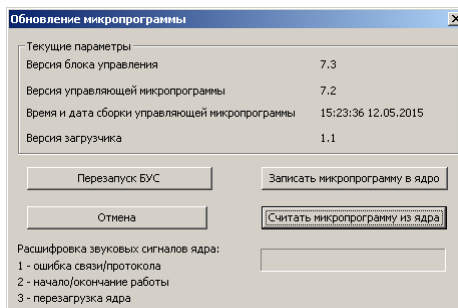 Обновление микропрограммы
Текущие параметры
Версия блока управления 7.3
Версия управляющей микропрограммы 7.2
Время и дата сборки управляющей микропрограммы 15:23:36 12.05.2015
Версия загрузчика 1.1
Перезапуск БУС Записать микропрограмму в ядро
Отмена Считать микропрограмму из ядра
Расшифровка звуковых сигналов ядра:
1 - ошибка связи/протокола
2 - начало/окончание работы
3 - перезагрузка ядра